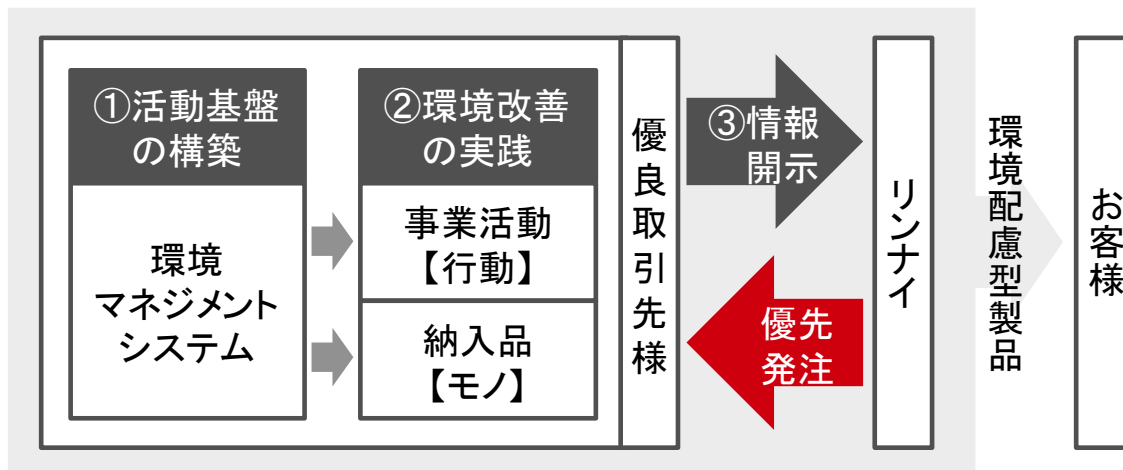 ①活動基盤
の構築
環境
マネジメント
システム
②環境改善
の実践
事業活動
【行動】
納入品
【モノ】
優良取引先様
③情報
開示
優先
発注
リンナイ
環境配慮型製品
お客様